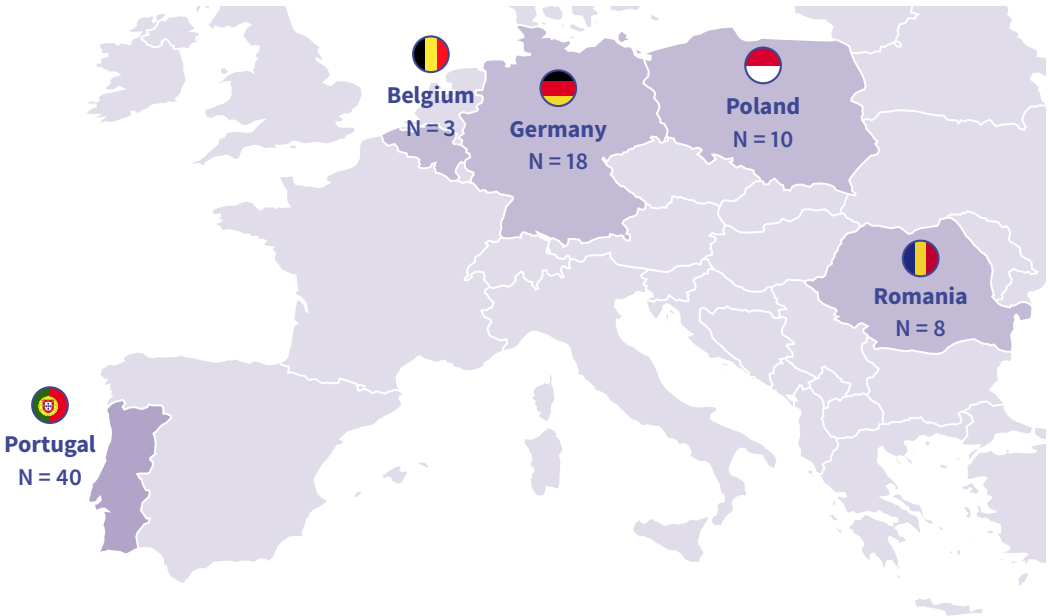 Belgium
N = 3
Germany
N = 18
Poland
N = 10
Romania
N = 8
Portugal
N = 40